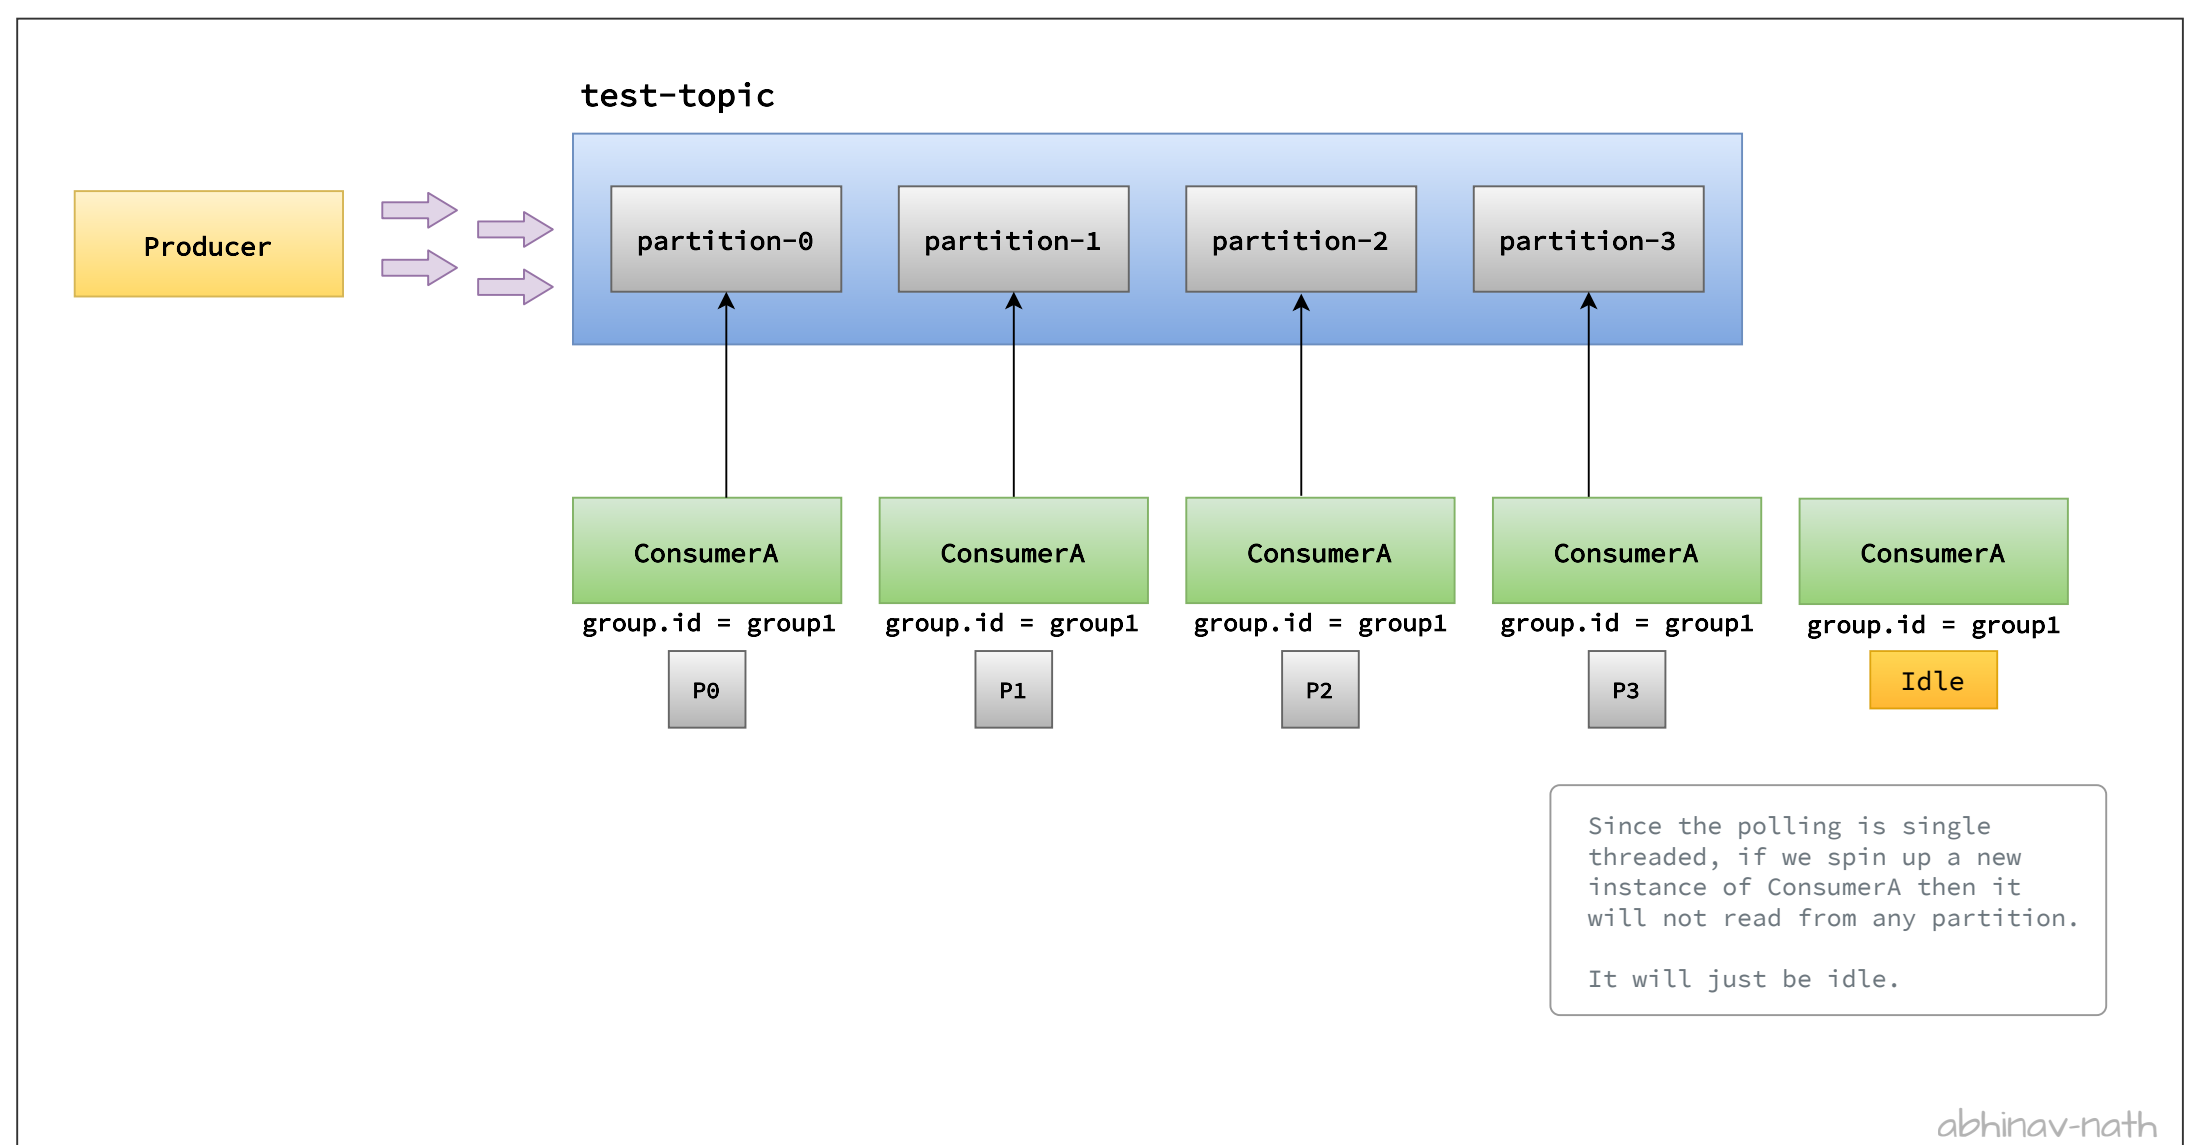 test-topic
Producer
partition-0
partition-1
partition-2
partition-3
ConsumerA
ConsumerA
ConsumerA
ConsumerA
ConsumerA
group.id = group1
group.id = group1
group.id = group1
group.id = group1
group.id = group1
P0
P1
P2
P3
Idle
Since the polling is single
threaded, if we spin up a new
instance of ConsumerA then it
will not read from any partition.
It will just be idle.
abhinav-nath